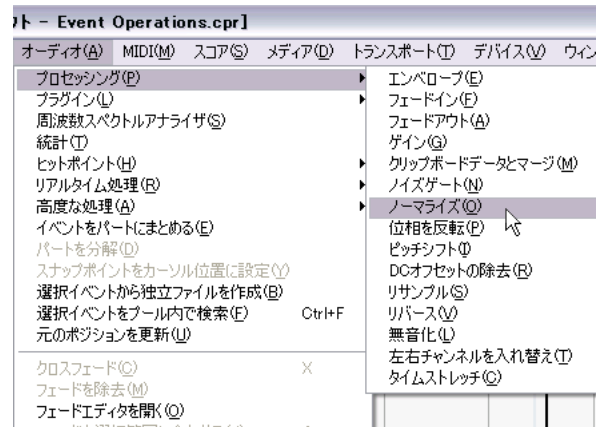 ト - Event Operations.cpr]
オーディオ(A) MIDI(M) スコア(S) メディア(D) トランスポート(T) デバイス(V) ウィン
プロセッシング(P)
プラグイン(L)
周波数スペクトルアナライザ(S)
統計(T)
ヒットポイント(H)
リアルタイム処理(R)
高度な処理(A)
イベントをパートにまとめる(E)
パートを分解(D)
スナップポイントをカーソル位置に設定(Y)
選択イベントから独立ファイルを作成(B)
選択イベントをプール内で検索(F) Ctrl+F
元のポジションを更新(U)
クロスフェード(C) X
フェードを除去(M)
フェードエディタを開く(O)
エンベロープ(E)
フェードイン(F)
フェードアウト(A)
ゲイン(G)
クリップボードデータとマージ(M)
ノイズゲート(N)
ノーマライズ(O)
位相を反転(P)
ピッチシフト(I)
DCオフセットの除去(R)
リサンプル(S)
リバース(V)
無音化(L)
左右チャンネルを入れ替え(T)
タイムストレッチ(C)